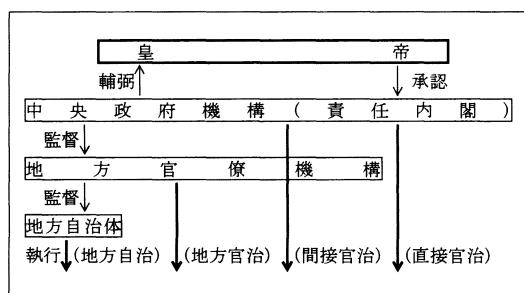 皇帝
輔弼 承認
中央政府機構(責任内閣)
監督
地方官僚機構
監督
地方自治体
執行 (地方自治) (地方官治) (間接官治) (直接官治)